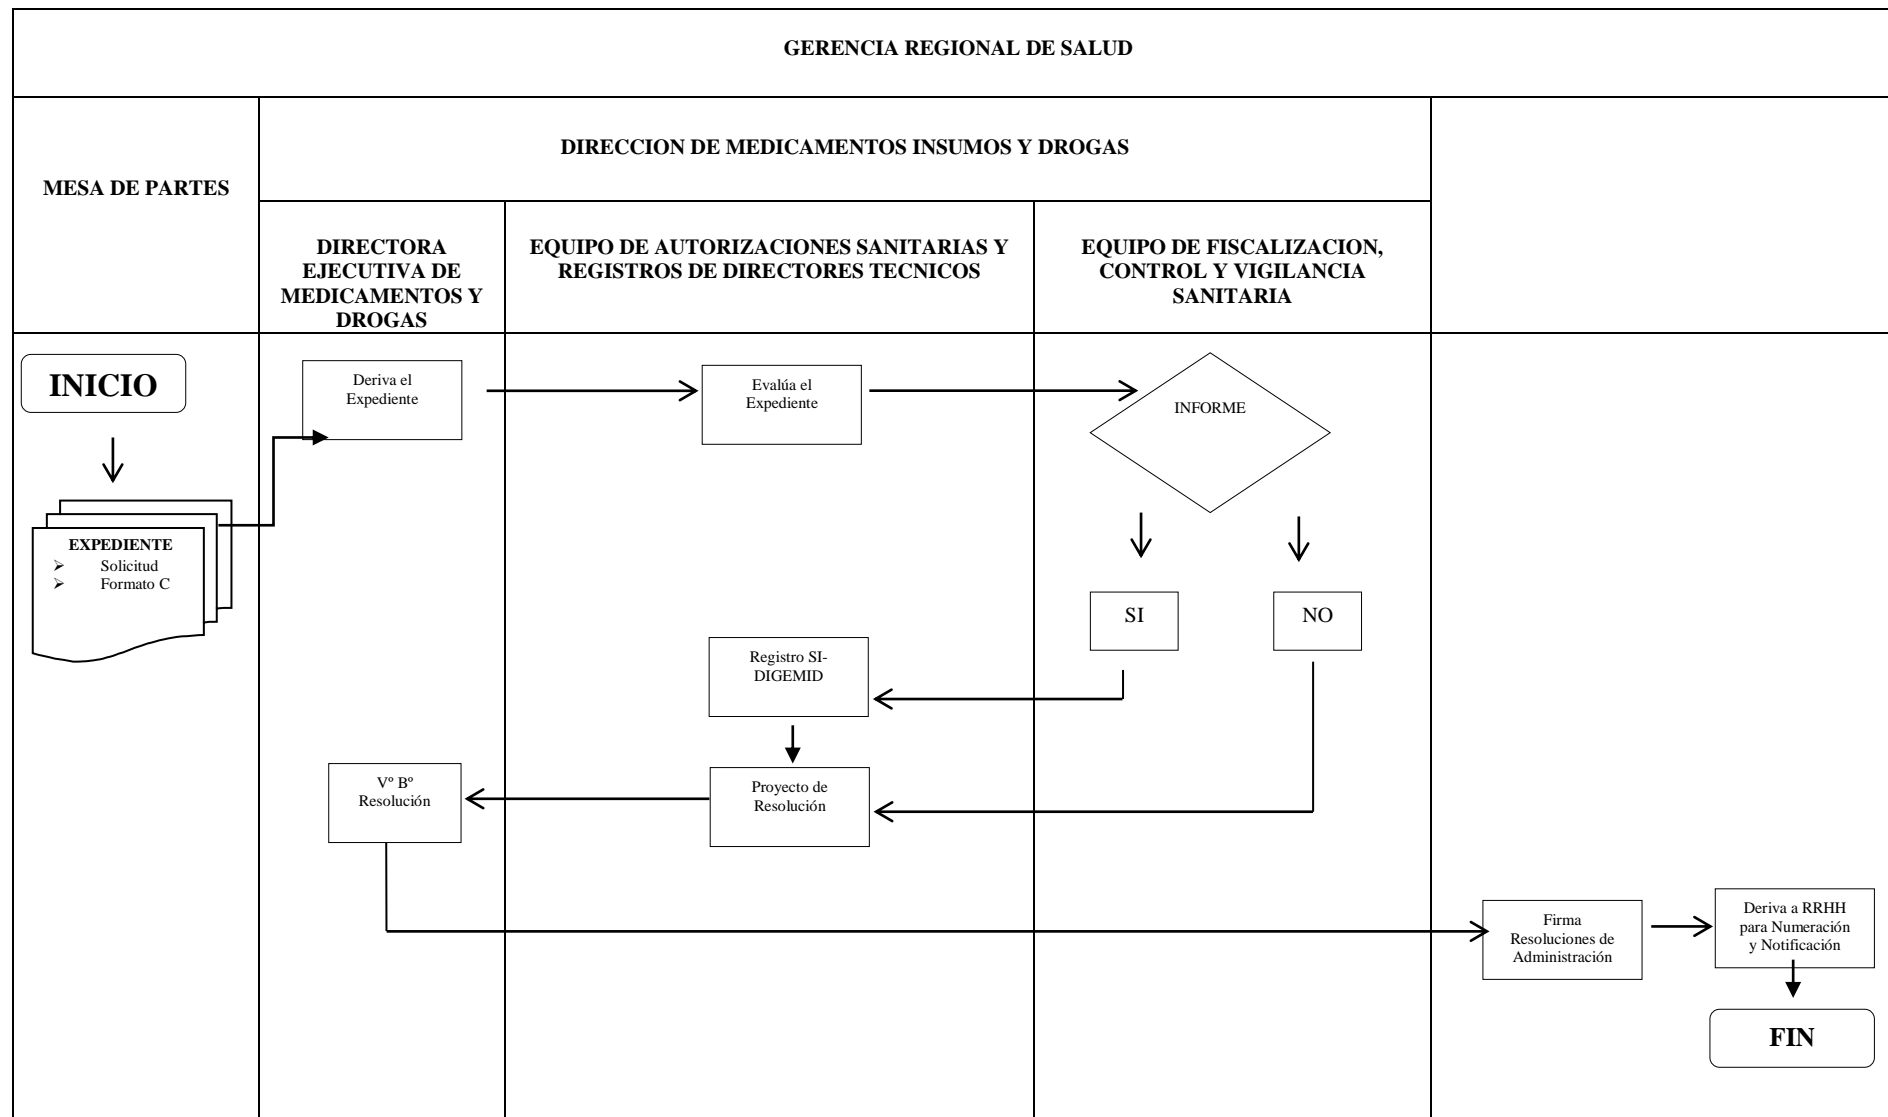 GERENCIA REGIONAL DE SALUD
MESA DE PARTES
DIRECCION DE MEDICAMENTOS INSUMOS Y DROGAS
DIRECTORA
EJECUTIVA DE
MEDICAMENTOS Y
DROGAS
EQUIPO DE AUTORIZACIONES SANITARIAS Y
REGISTROS DE DIRECTORES TECNICOS
EQUIPO DE FISCALIZACION,
CONTROL Y VIGILANCIA
SANITARIA
INICIO
Deriva el
Expediente
Evalúa el
Expediente
INFORME
EXPEDIENTE
➢ Solicitud
➢ Formato C
SI
NO
Registro SI-
DIGEMID
Vº Bº
Resolución
Proyecto de
Resolución
Firma
Resoluciones de
Administración
Deriva a RRHH
para Numeración
y Notificación
FIN